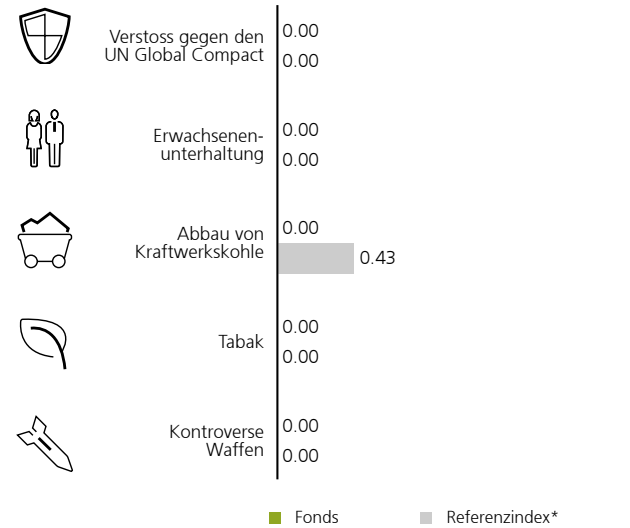 Verstoss gegen den
UN Global Compact
0.00
0.00
Erwachsenen-
unterhaltung
0.00
0.00
Abbau von
Kraftwerkskohle
0.00
0.43
Tabak
0.00
0.00
Kontroverse
Waffen
0.00
0.00
Fonds
Referenzindex*